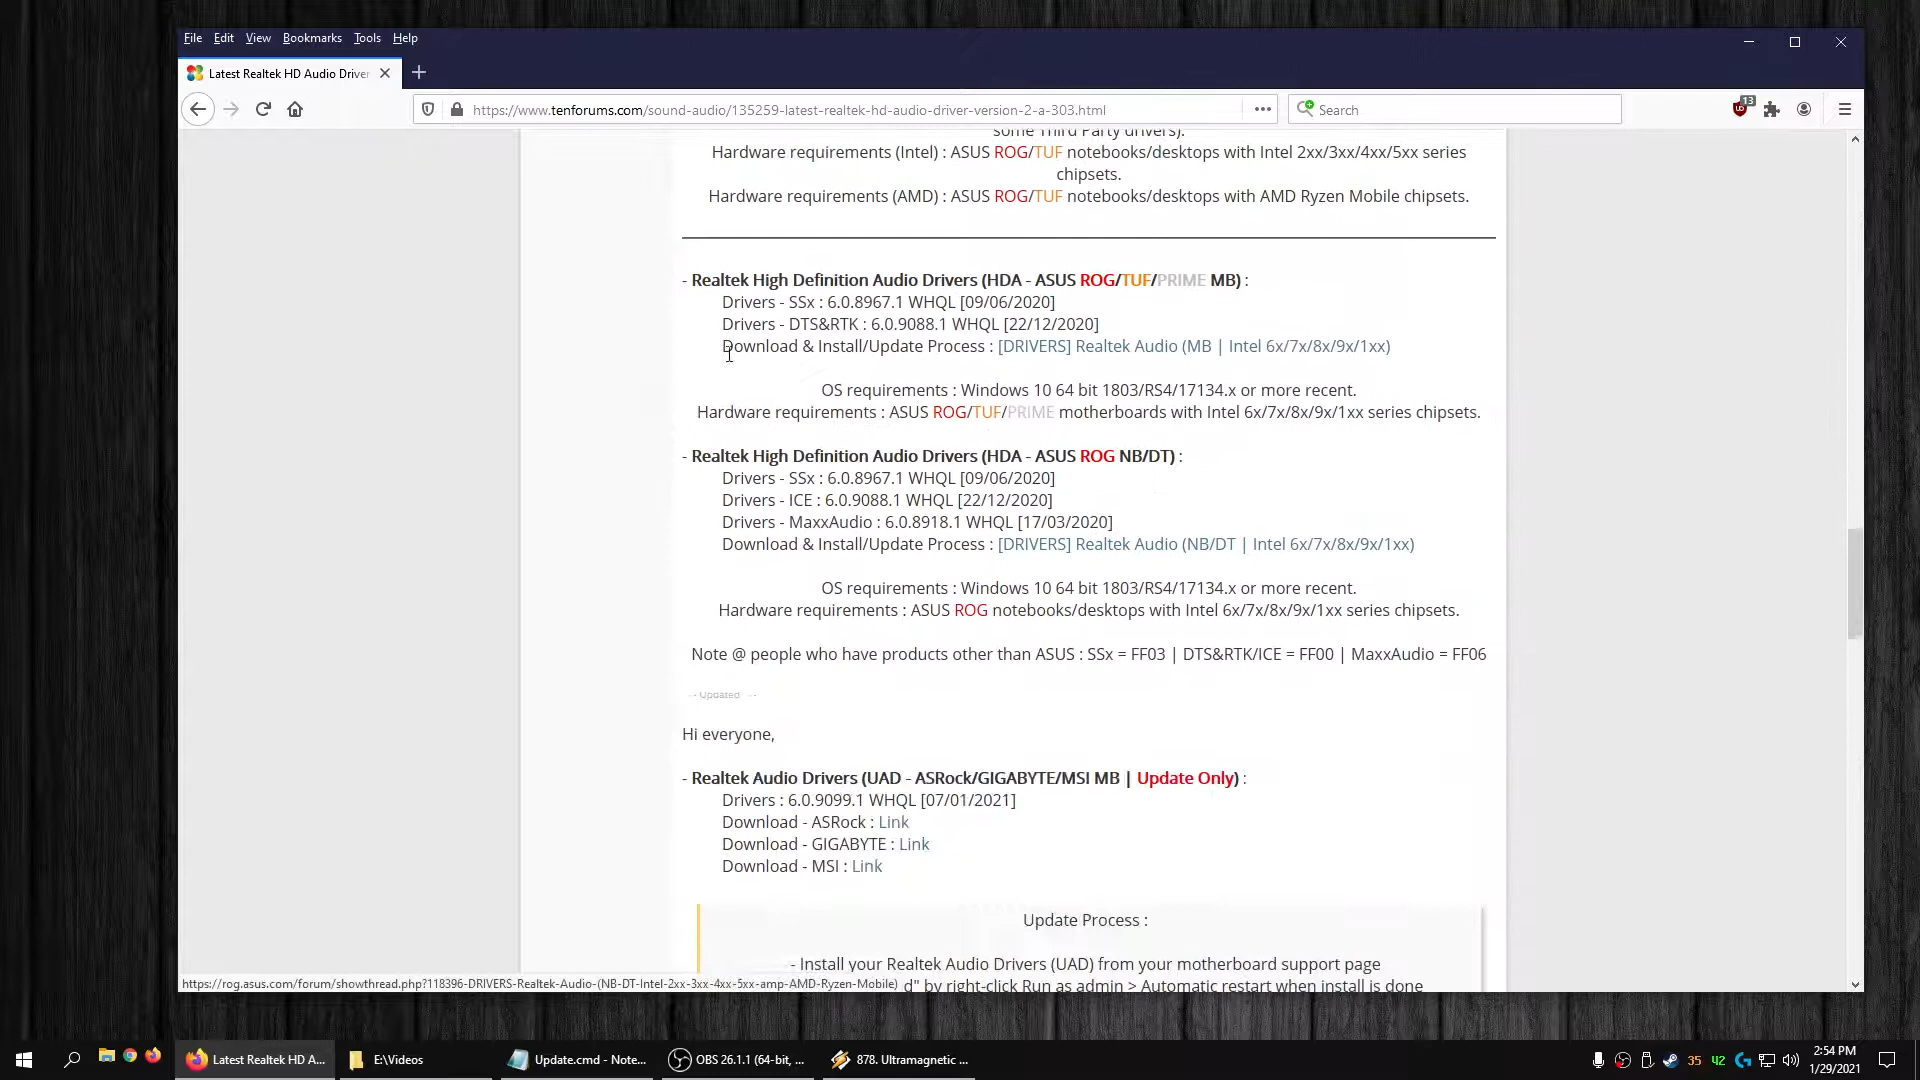 File Edit View Bookmarks Tools Help
Latest Realtek HD Audio Driver
https://www.tenforums.com/sound-audio/135259-latest-realtek-hd-audio-driver-version-2-a-303.html
Search
13
some Third Party drivers).
Hardware requirements (Intel) : ASUS ROG/TUF notebooks/desktops with Intel 2xx/3xx/4xx/5xx series
chipsets.
Hardware requirements (AMD) : ASUS ROG/TUF notebooks/desktops with AMD Ryzen Mobile chipsets.
- Realtek High Definition Audio Drivers (HDA - ASUS ROG/TUF/PRIME MB) :
Drivers - SSx : 6.0.8967.1 WHQL [09/06/2020]
Drivers - DTS&RTK : 6.0.9088.1 WHQL [22/12/2020]
Download & Install/Update Process : [DRIVERS] Realtek Audio (MB | Intel 6x/7x/8x/9x/1xx)
OS requirements : Windows 10 64 bit 1803/RS4/17134.x or more recent.
Hardware requirements : ASUS ROG/TUF/PRIME motherboards with Intel 6x/7x/8x/9x/1xx series chipsets.
- Realtek High Definition Audio Drivers (HDA - ASUS ROG NB/DT) :
Drivers - SSx : 6.0.8967.1 WHQL [09/06/2020]
Drivers - ICE : 6.0.9088.1 WHQL [22/12/2020]
Drivers - MaxxAudio : 6.0.8918.1 WHQL [17/03/2020]
Download & Install/Update Process : [DRIVERS] Realtek Audio (NB/DT | Intel 6x/7x/8x/9x/1xx)
OS requirements : Windows 10 64 bit 1803/RS4/17134.x or more recent.
Hardware requirements : ASUS ROG notebooks/desktops with Intel 6x/7x/8x/9x/1xx series chipsets.
Note @ people who have products other than ASUS : SSx = FF03 | DTS&RTK/ICE = FF00 | MaxxAudio = FF06
--- Updated ---
Hi everyone,
- Realtek Audio Drivers (UAD - ASRock/GIGABYTE/MSI MB | Update Only) :
Drivers : 6.0.9099.1 WHQL [07/01/2021]
Download - ASRock : Link
Download - GIGABYTE : Link
Download - MSI : Link
Update Process :
- Install your Realtek Audio Drivers (UAD) from your motherboard support page
https://rog.asus.com/forum/showthread.php?118396-DRIVERS-Realtek-Audio-(NB-DT-Intel-2xx-3xx-4xx-5xx-amp-AMD-Ryzen-Mobile) d" by right-click Run as admin > Automatic restart when install is done
Latest Realtek HD A... E:\Videos Update.cmd - Note... OBS 26.1.1 (64-bit, ... 878. Ultramagnetic ... 35 42 2:54 PM
1/29/2021